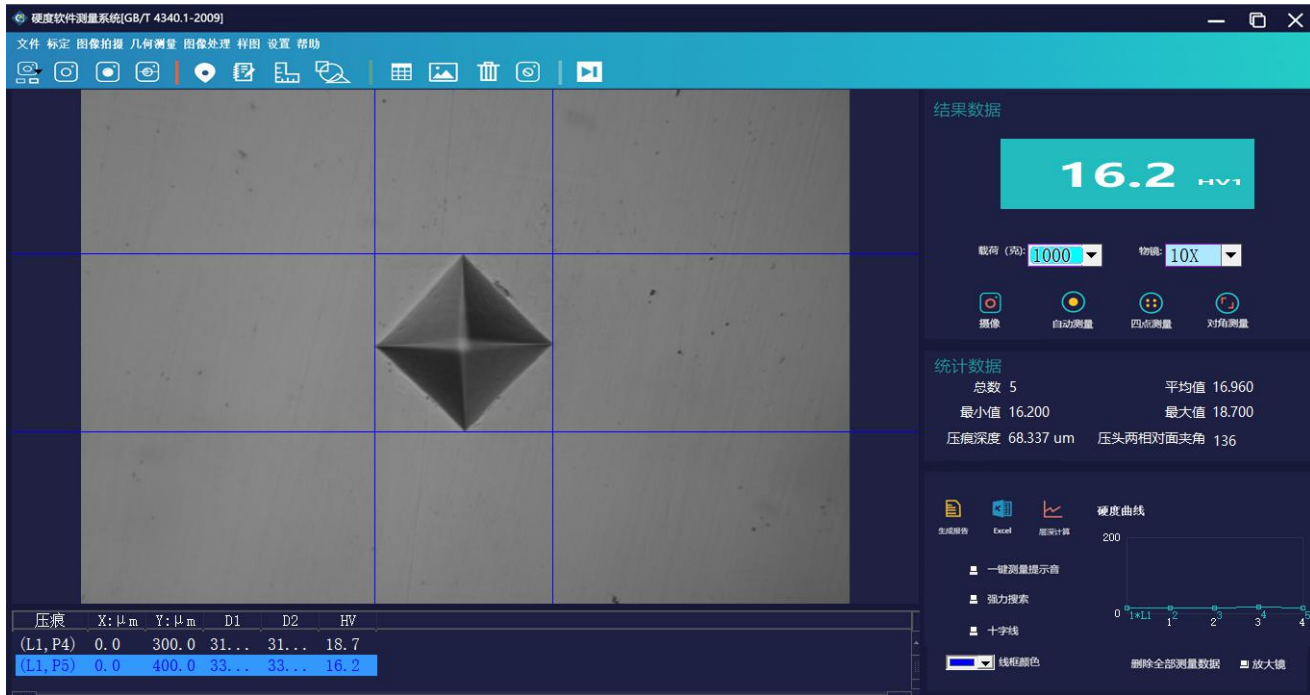 硬度软件测量系统[GB/T 4340.1-2009]
文件 标定 图像拍摄 几何测量 图像处理 样图 设置 帮助
结果数据
16.2 HV1
载荷 (克): 1000 物镜: 10X
摄像 自动测量 四点测量 对角测量
统计数据
总数 5 平均值 16.960
最小值 16.200 最大值 18.700
压痕深度 68.337 um 压头两相对面夹角 136
生成报告 Excel 层深计算 硬度曲线
200
一键测量提示音
强力搜索
0 1*L1 1 2 2 3 3 4 4 5
十字线
线框颜色 删除全部测量数据 放大镜
压痕 X:μm Y:μm D1 D2 HV
(L1,P4) 0.0 300.0 31... 31... 18.7
(L1,P5) 0.0 400.0 33... 33... 16.2